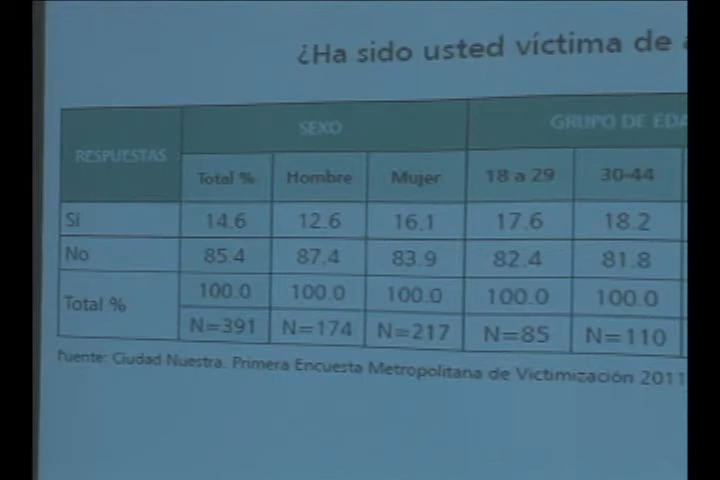 ¿Ha sido usted víctima de
RESPUESTAS SEXO GRUPO DE EDA
Total % Hombre Mujer 18 a 29 30-44
Sí 14.6 12.6 16.1 17.6 18.2
No 85.4 87.4 83.9 82.4 81.8
Total % 100.0 100.0 100.0 100.0 100.0
N=391 N=174 N=217 N=85 N=110
Fuente: Ciudad Nuestra. Primera Encuesta Metropolitana de Victimización 2011